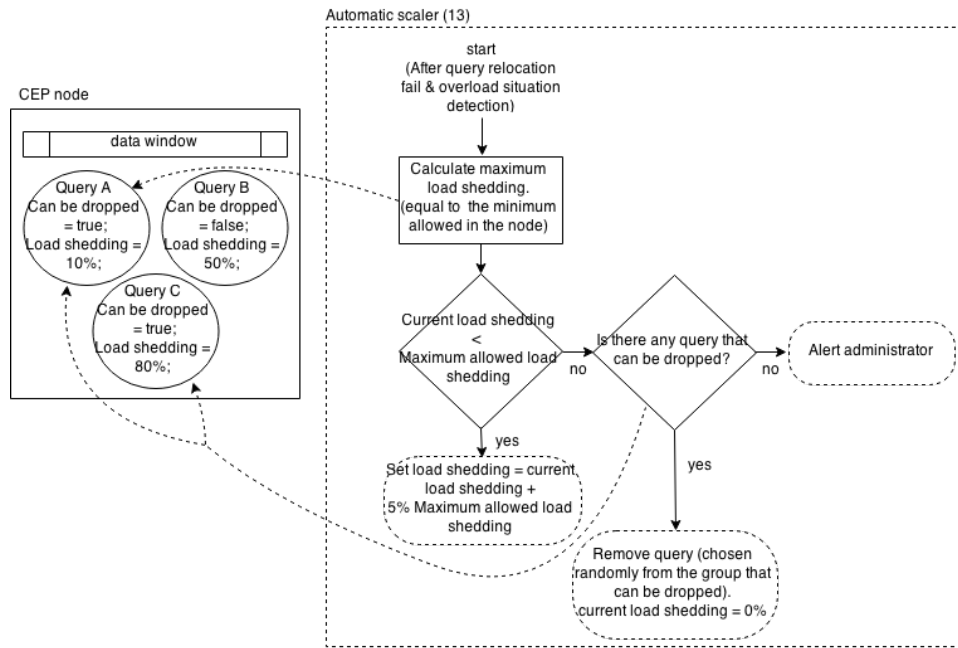 Automatic scaler (13)
start
(After query relocation
fail & overload situation
detection)
CEP node
data window
Query A
Can be dropped
= true;
Load shedding =
10%;
Query B
Can be dropped
= false;
Load shedding =
50%;
Query C
Can be dropped
= true;
Load shedding =
80%;
Calculate maximum
load shedding.
(equal to the minimum
allowed in the node)
Current load shedding
<
Maximum allowed load
shedding
no
yes
Is there any query that
can be dropped?
no
yes
Alert administrator
Set load shedding = current
load shedding +
5% Maximum allowed load
shedding
Remove query (chosen
randomly from the group that
can be dropped).
current load shedding = 0%